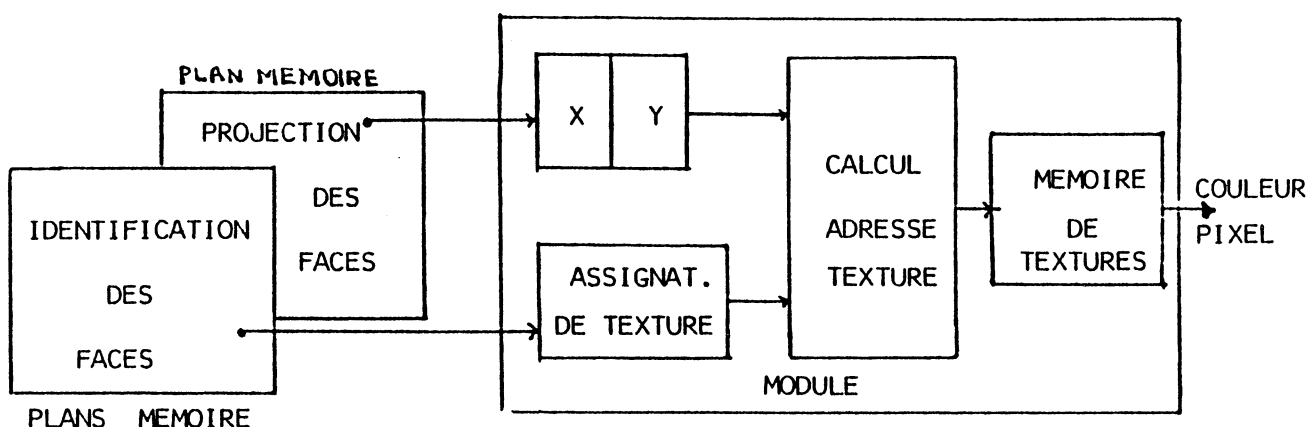 PLAN MEMOIRE
PROJECTION
DES
FACES
IDENTIFICATION
DES
FACES
PLANS MEMOIRE
X Y
ASSIGNAT.
DE TEXTURE
CALCUL
ADRESSE
TEXTURE
MEMOIRE
DE
TEXTURES
MODULE
COULEUR
PIXEL